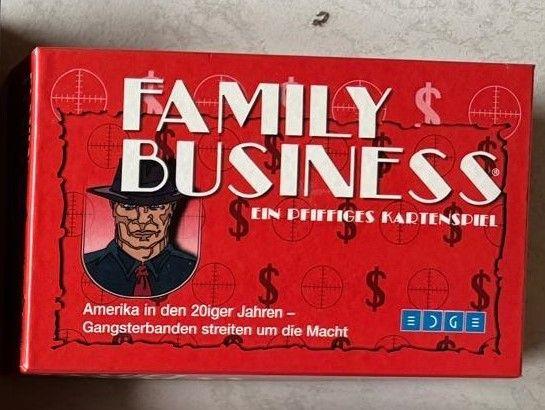 FAMILY
BUSINESS®
EIN PFIFFIGES KARTENSPIEL
Amerika in den 20iger Jahren –
Gangsterbanden streiten um die Macht
EDGE